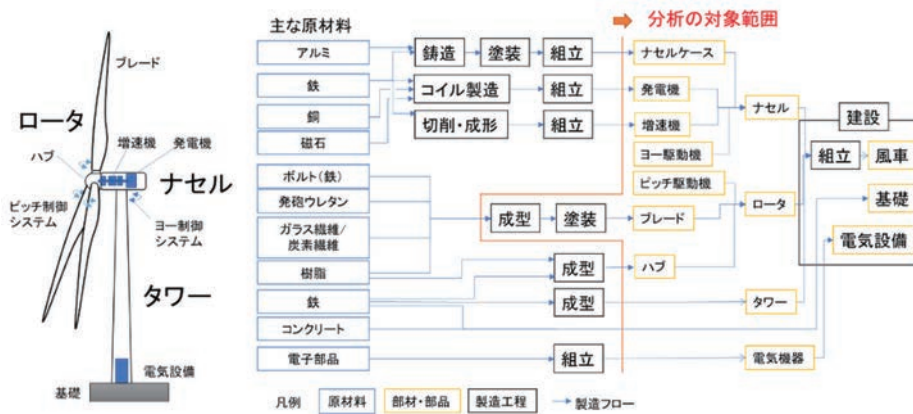 ブレード
ロータ
増速機
発電機
ハブ
ナセル
ピッチ制御
システム
ヨー制御
システム
タワー
電気設備
基礎
主な原材料
分析の対象範囲
アルミ
鋳造
塗装
組立
ナセルケース
鉄
コイル製造
組立
発電機
ナセル
銅
切削・成形
組立
増速機
磁石
ヨー駆動機
建設
組立
風車
ボルト(鉄)
ピッチ駆動機
発砲ウレタン
成型
塗装
ブレード
ロータ
基礎
ガラス繊維/
炭素繊維
電気設備
樹脂
成型
ハブ
鉄
成型
タワー
コンクリート
電子部品
組立
電気機器
凡例
原材料
部材・部品
製造工程
製造フロー